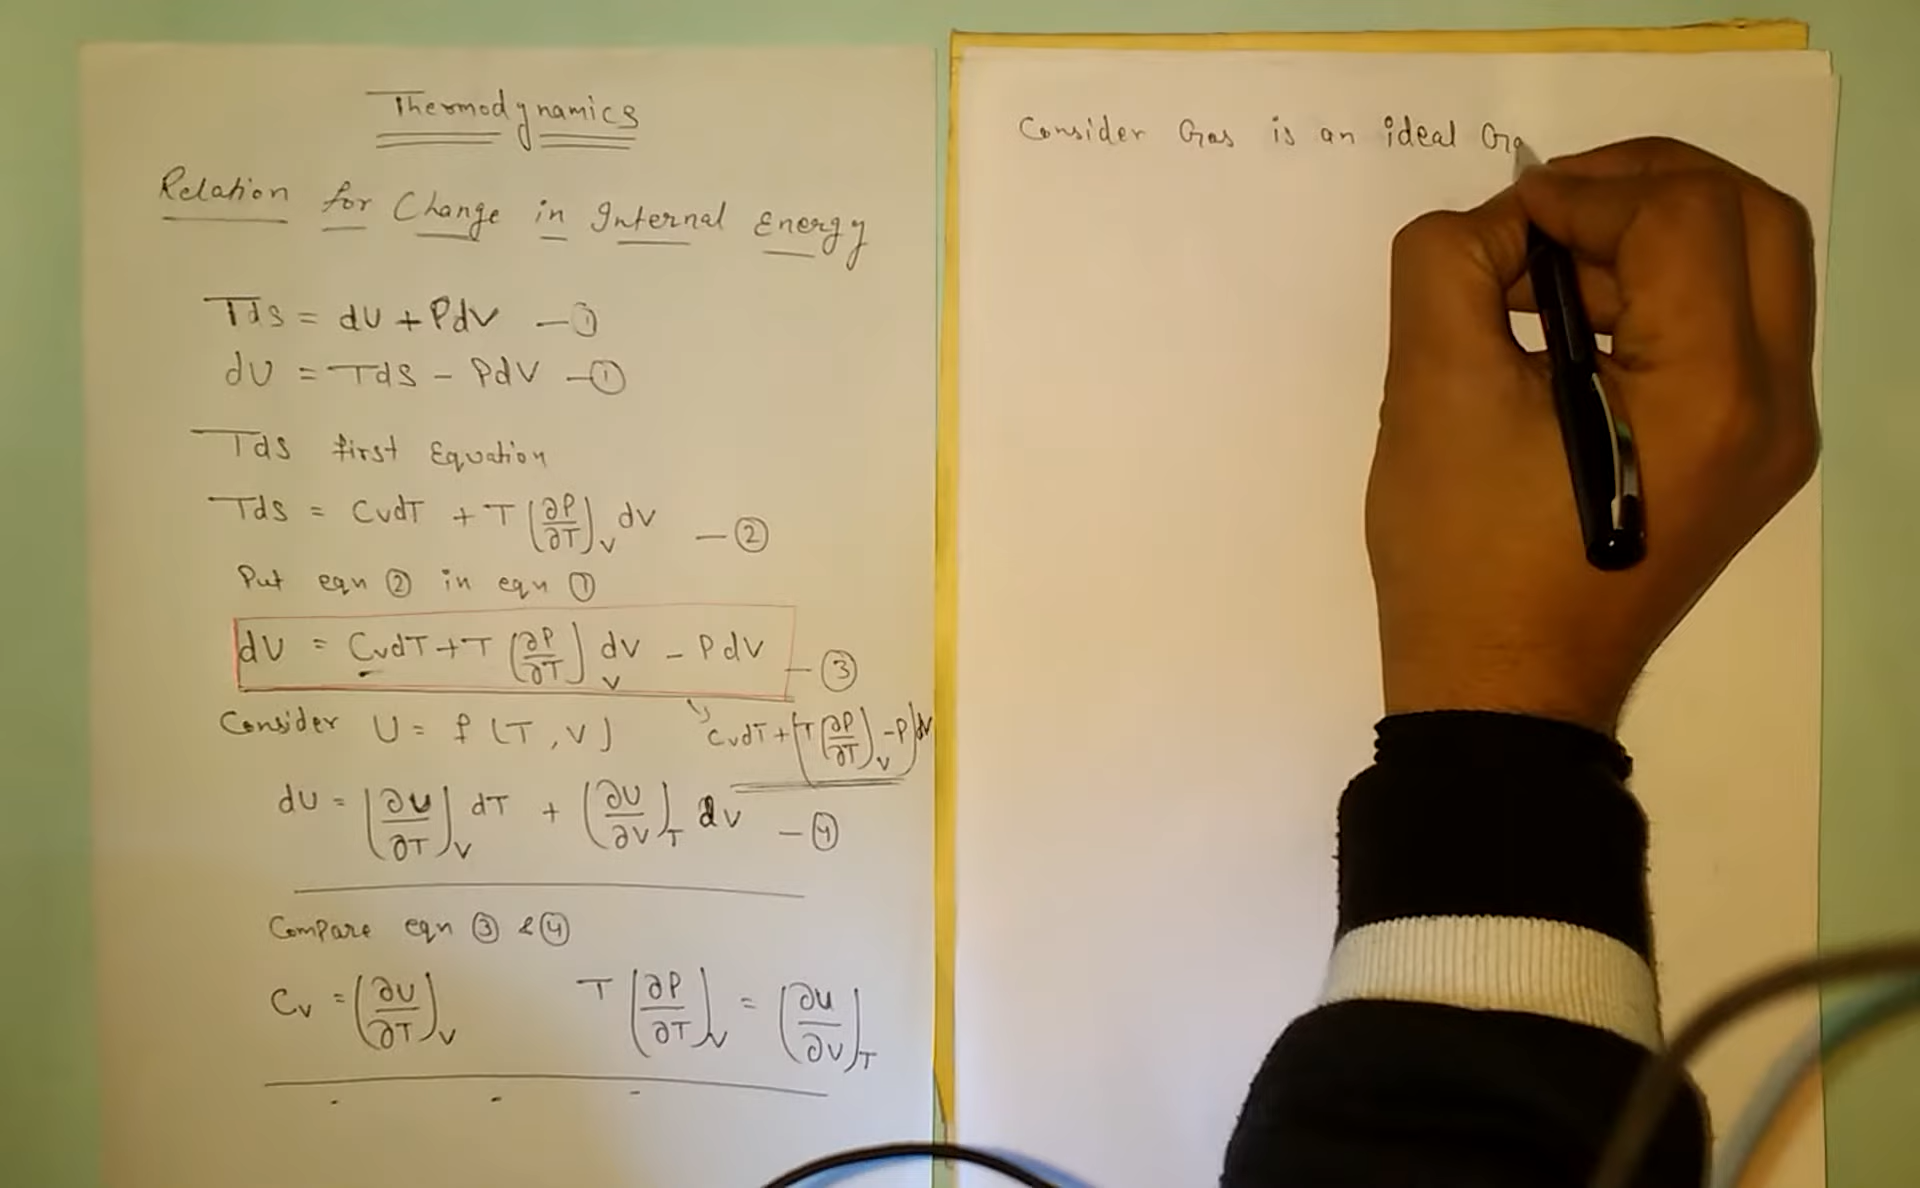 Thermodynamics
Relation for Change in Internal Energy
Tds = dU + PdV — ①
dU = Tds - PdV — ①
Tds first Equation
Tds = CvdT + T (∂P/∂T)v dv — ②
Put eqn ② in eqn ①
dU = CvdT + T (∂P/∂T)v dv - PdV — ③
Consider U = f (T, V)
CvdT + (T(∂P/∂T)v - P)dv
dU = (∂U/∂T)v dT + (∂U/∂V)T dv — ④
Compare eqn ③ & ④
Cv = (∂U/∂T)v T (∂P/∂T)v = (∂U/∂V)T
Consider Gas is an ideal Ga